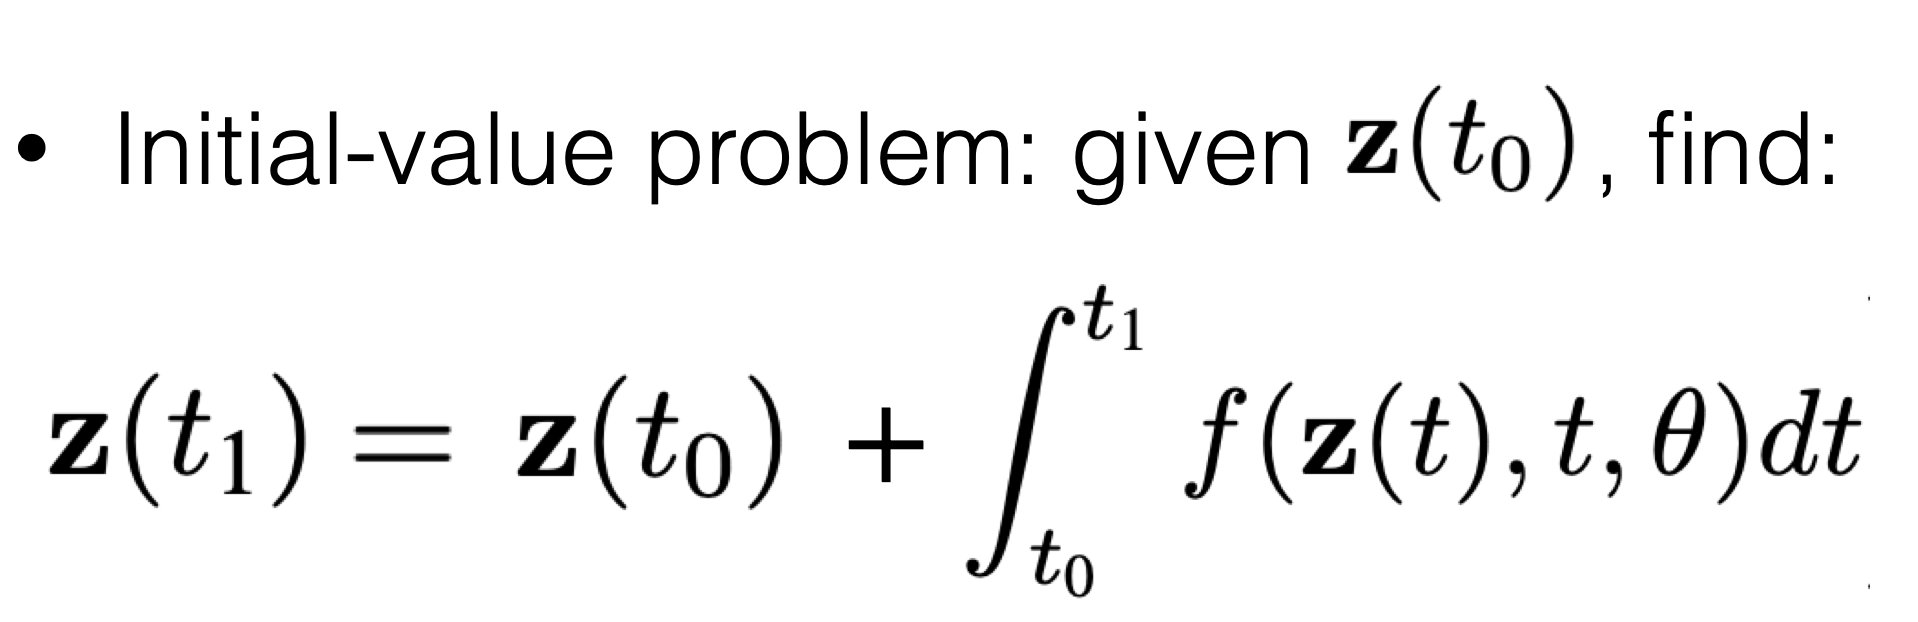 • Initial-value problem: given z(t₀), find:
z(t₁) = z(t₀) + ∫_{t₀}^{t₁} f(z(t), t, θ)dt